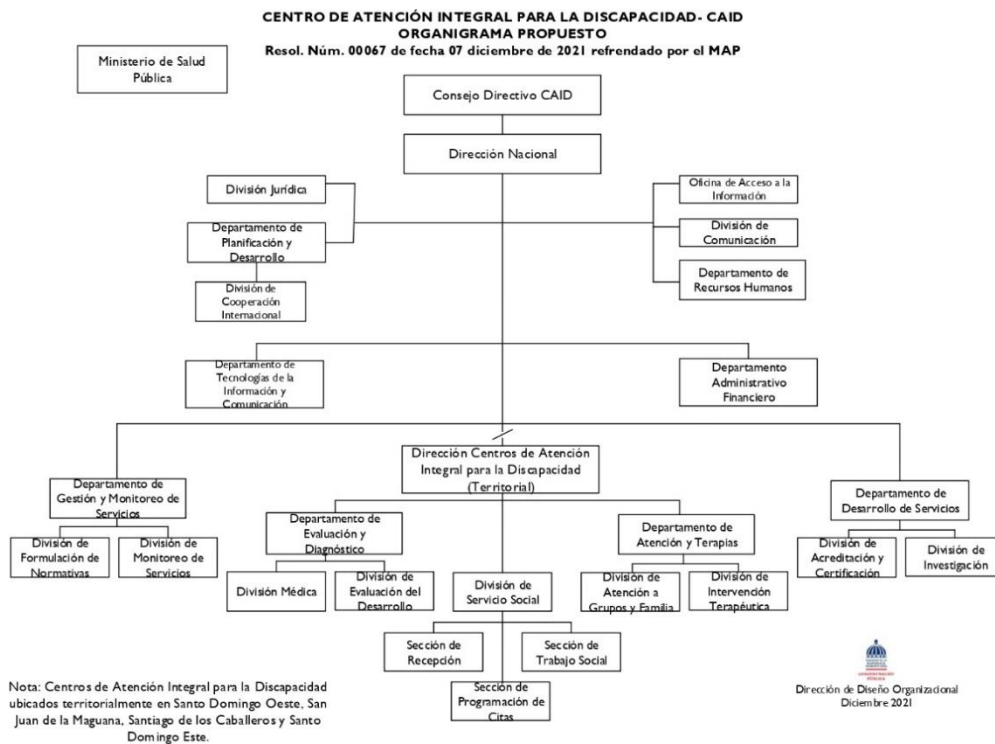 CENTRO DE ATENCIÓN INTEGRAL PARA LA DISCAPACIDAD- CAID
ORGANIGRAMA PROPUESTO
Resol. Núm. 00067 de fecha 07 diciembre de 2021 refrendado por el MAP
Ministerio de Salud
Pública
Consejo Directivo CAID
Dirección Nacional
División Jurídica
Oficina de Acceso a la
Información
Departamento de
Planificación y
Desarrollo
División de
Comunicación
División de
Cooperación
Internacional
Departamento de
Recursos Humanos
Departamento de
Tecnologías de la
Información y
Comunicación
Departamento
Administrativo
Financiero
Dirección Centros de Atención
Integral para la Discapacidad
(Territorial)
Departamento de
Gestión y Monitoreo de
Servicios
Departamento de
Desarrollo de Servicios
Departamento de
Evaluación y
Diagnóstico
Departamento de
Atención y Terapias
División de
Formulación de
Normativas
División de
Monitoreo de
Servicios
División Médica
División de
Evaluación del
Desarrollo
División de
Servicio Social
División de
Atención a
Grupos y Familia
División de
Intervención
Terapéutica
División de
Acreditación y
Certificación
División de
Investigación
Sección de
Recepción
Sección de
Trabajo Social
Sección de
Programación de
Citas
Nota: Centros de Atención Integral para la Discapacidad
ubicados territorialmente en Santo Domingo Oeste, San
Juan de la Maguana, Santiago de los Caballeros y Santo
Domingo Este.
Dirección de Diseño Organizacional
Diciembre 2021